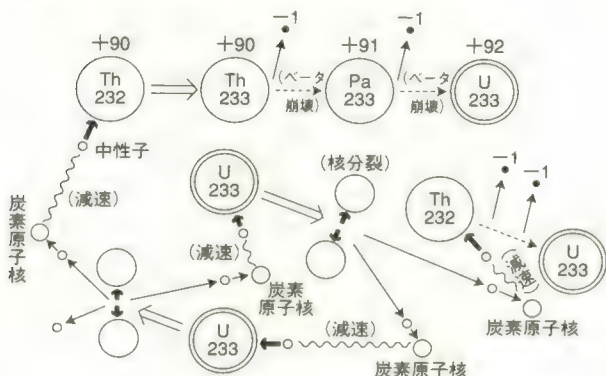 −1
−1
+90
+90
+91
+92
Th
232
Th
233
(ベータ
崩壊)
Pa
233
(ベータ
崩壊)
U
233
中性子
(減速)
炭素
原子
核
U
233
(減速)
炭素
原子核
(核分裂)
Th
232
−1
−1
(減速)
U
233
炭素原子核
U
233
(減速)
炭素原子核